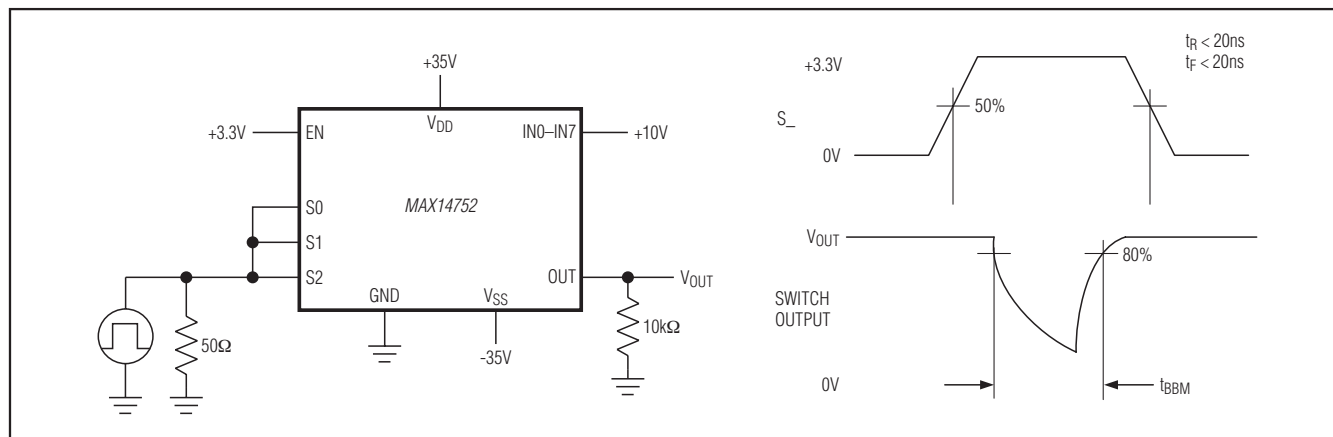 +35V
VDD
+3.3V
EN
IN0–IN7
+10V
S0
MAX14752
S1
S2
OUT
VOUT
GND
VSS
50Ω
10kΩ
-35V
tR < 20ns
tF < 20ns
+3.3V
50%
S_
0V
VOUT
80%
SWITCH
OUTPUT
0V
tBBM